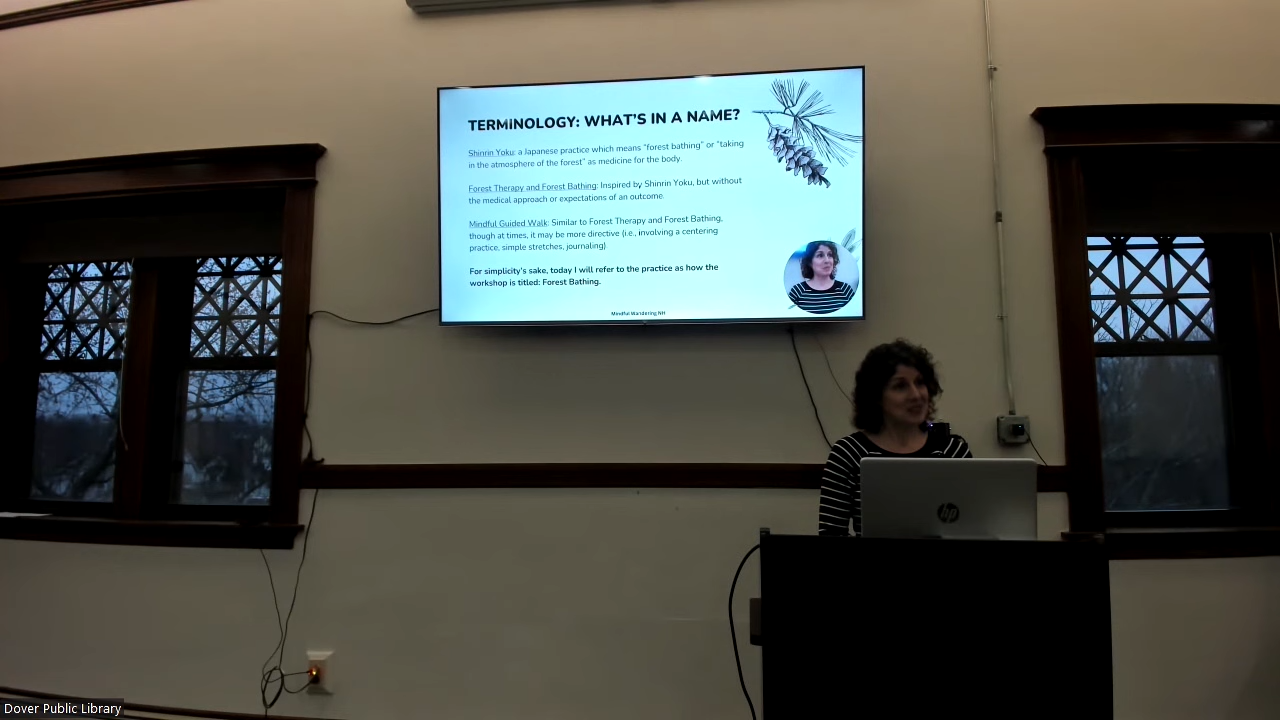 TERMINOLOGY: WHAT'S IN A NAME?
Shinrin Yoku: a Japanese practice which means "forest bathing" or "taking
in the atmosphere of the forest" as medicine for the body.
Forest Therapy and Forest Bathing: Inspired by Shinrin Yoku, but without
the medical approach or expectations of an outcome.
Mindful Guided Walk: Similar to Forest Therapy and Forest Bathing,
though at times, it may be more directive (i.e., involving a centering
practice, simple stretches, journaling)
For simplicity's sake, today I will refer to the practice as how the
workshop is titled: Forest Bathing.
Mindful Wandering NH
hp
Dover Public Library